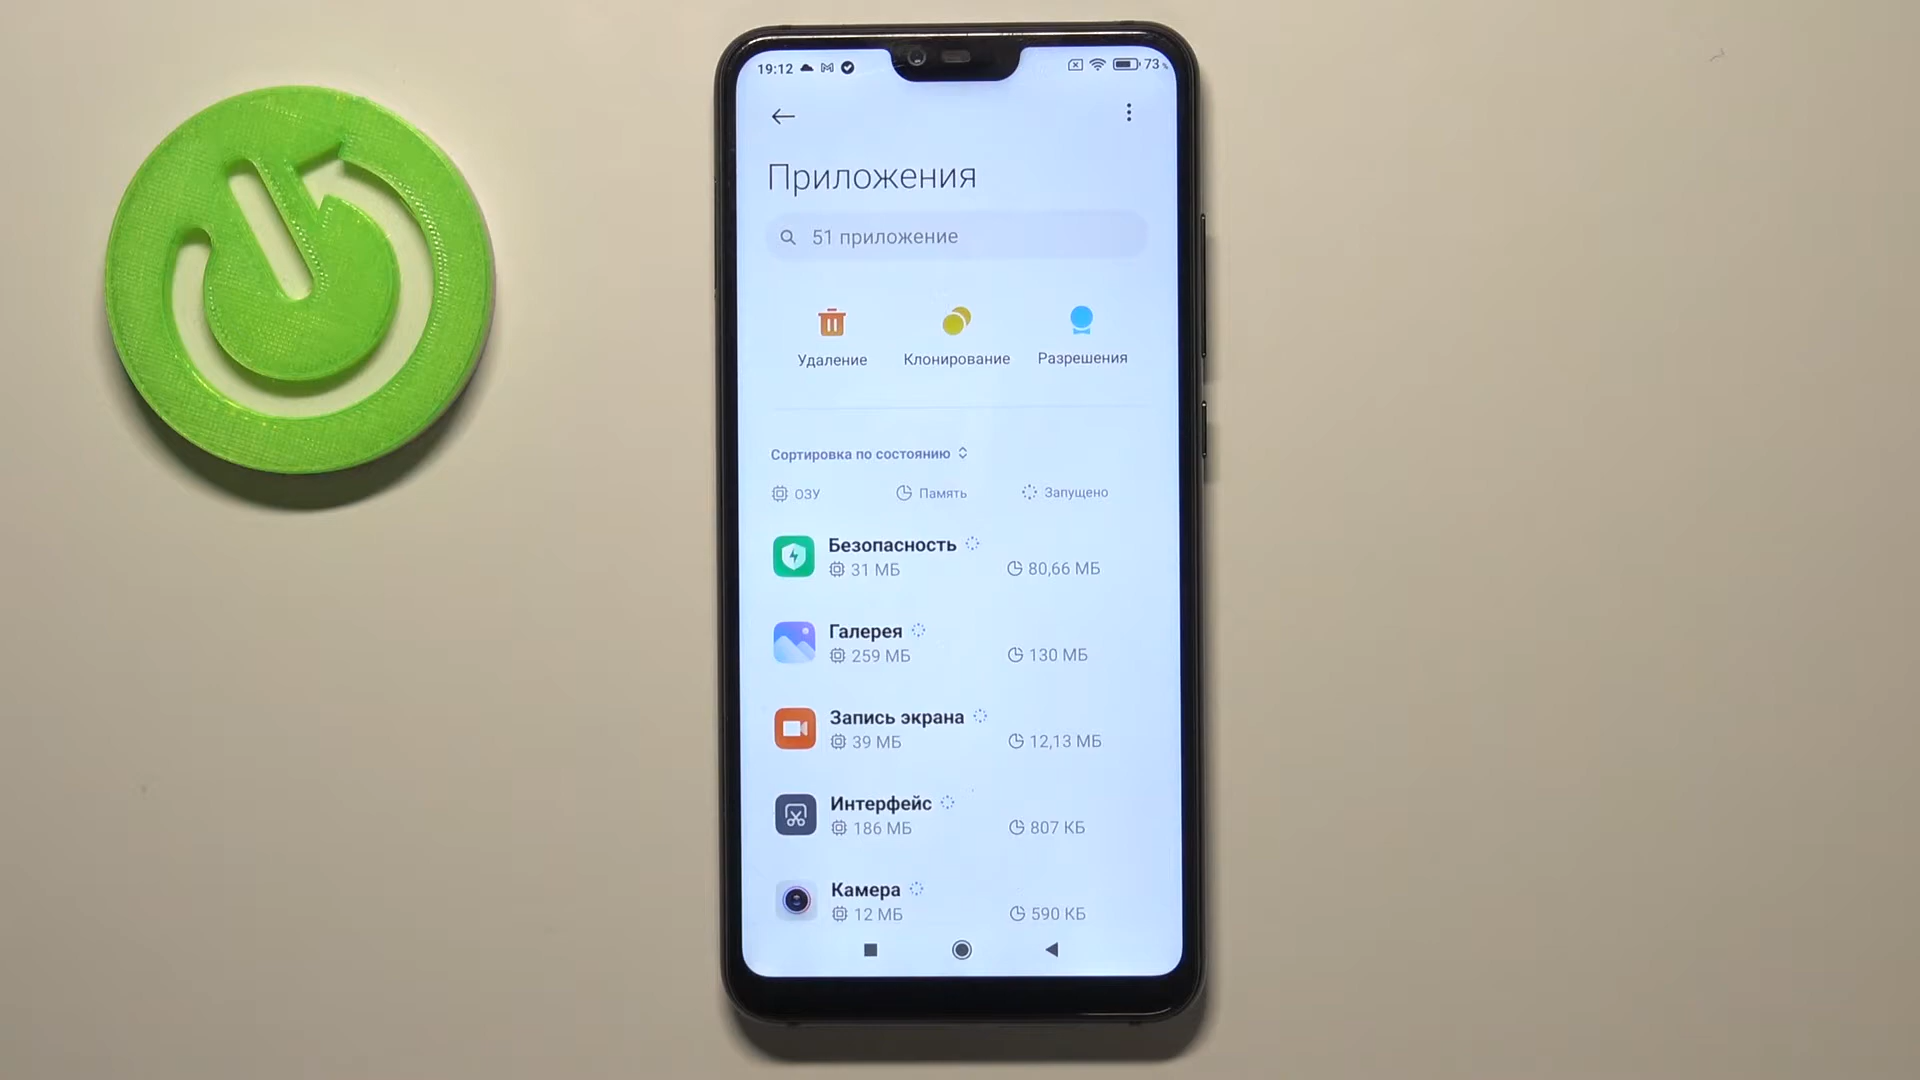 19:12
73%
Приложения
51 приложение
Удаление
Клонирование
Разрешения
Сортировка по состоянию
ОЗУ
Память
Запущено
Безопасность
31 МБ
80,66 МБ
Галерея
259 МБ
130 МБ
Запись экрана
39 МБ
12,13 МБ
Интерфейс
186 МБ
807 КБ
Камера
12 МБ
590 КБ